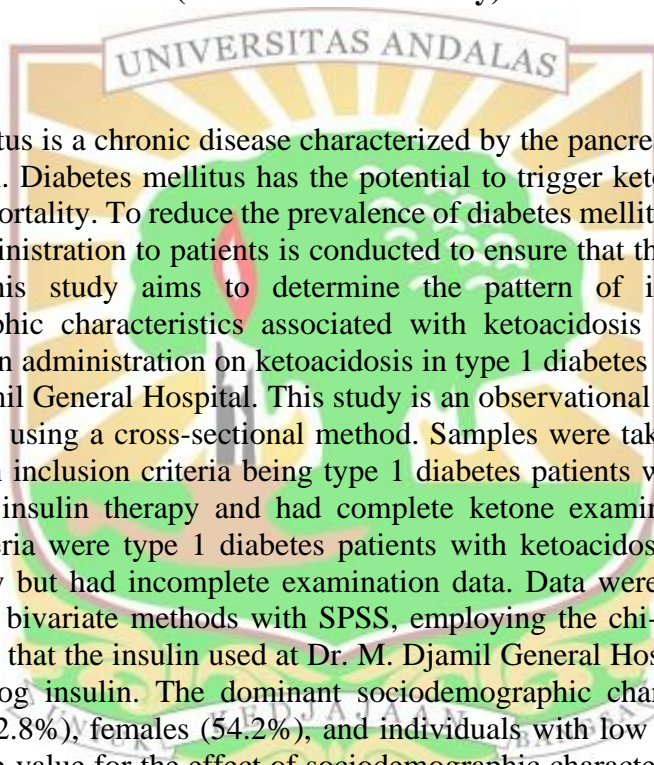 UNIVERSITAS ANDALAS
tus is a chronic disease characterized by the pancre
. Diabetes mellitus has the potential to trigger keto
ortality. To reduce the prevalence of diabetes mellit
inistration to patients is conducted to ensure that th
his study aims to determine the pattern of i
phic characteristics associated with ketoacidosis
n administration on ketoacidosis in type 1 diabetes
mil General Hospital. This study is an observational
using a cross-sectional method. Samples were tak
h inclusion criteria being type 1 diabetes patients w
insulin therapy and had complete ketone examin
eria were type 1 diabetes patients with ketoacidos
y but had incomplete examination data. Data were
bivariate methods with SPSS, employing the chi-
that the insulin used at Dr. M. Djamil General Hos
og insulin. The dominant sociodemographic char
2.8%), females (54.2%), and individuals with low
value for the effect of sociodemographic character